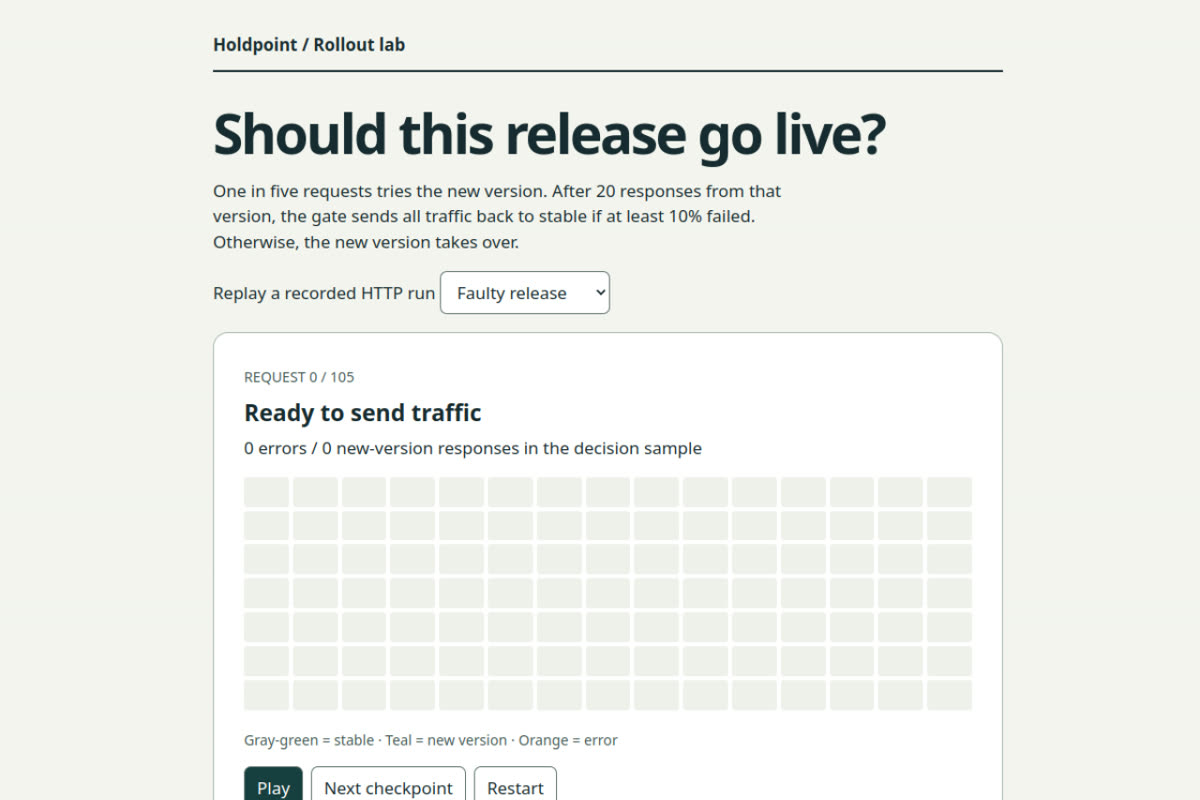 Holdpoint / Rollout lab
Should this release go live?
One in five requests tries the new version. After 20 responses from that
version, the gate sends all traffic back to stable if at least 10% failed.
Otherwise, the new version takes over.
Replay a recorded HTTP run Faulty release
REQUEST 0 / 105
Ready to send traffic
0 errors / 0 new-version responses in the decision sample
Gray-green = stable · Teal = new version · Orange = error
Play Next checkpoint Restart